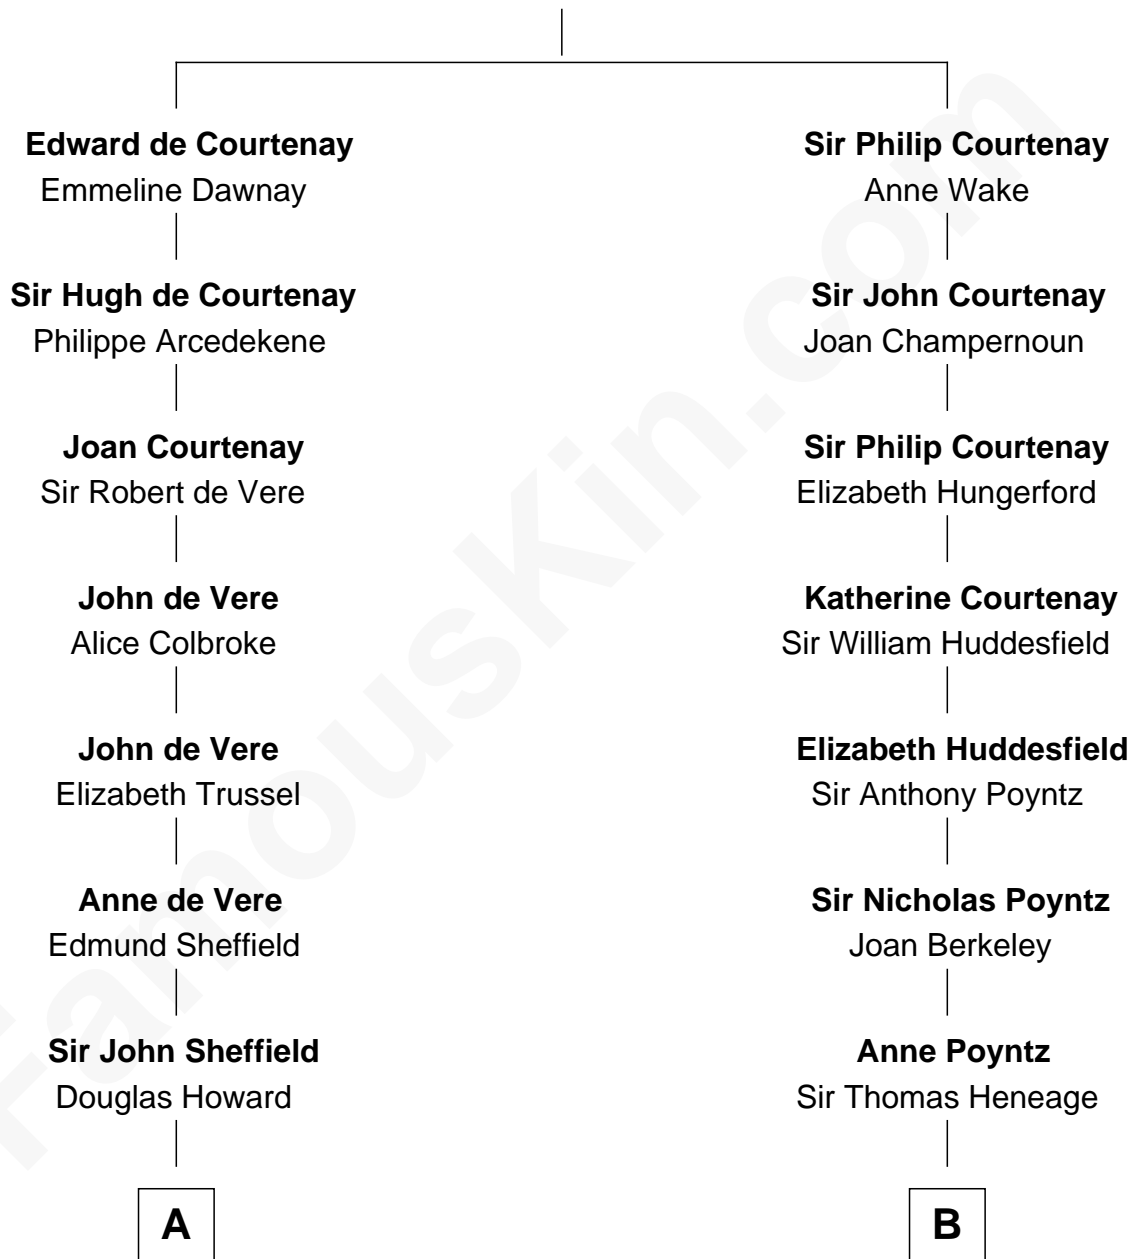 Edward de Courtenay
Emmeline Dawnay
Sir Hugh de Courtenay
Philippe Arcedekene
Joan Courtenay
Sir Robert de Vere
John de Vere
Alice Colbroke
John de Vere
Elizabeth Trussel
Anne de Vere
Edmund Sheffield
Sir John Sheffield
Douglas Howard
A
Sir Philip Courtenay
Anne Wake
Sir John Courtenay
Joan Champernoun
Sir Philip Courtenay
Elizabeth Hungerford
Katherine Courtenay
Sir William Huddesfield
Elizabeth Huddesfield
Sir Anthony Poyntz
Sir Nicholas Poyntz
Joan Berkeley
Anne Poyntz
Sir Thomas Heneage
B
FamousKin.com